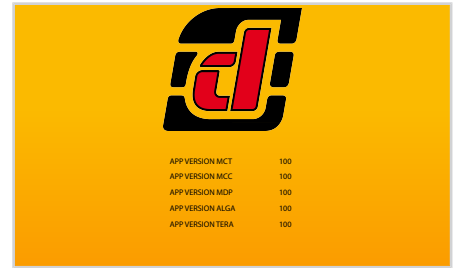 APP VERSION MCT 100
APP VERSION MCC 100
APP VERSION MDP 100
APP VERSION ALGA 100
APP VERSION TERA 100